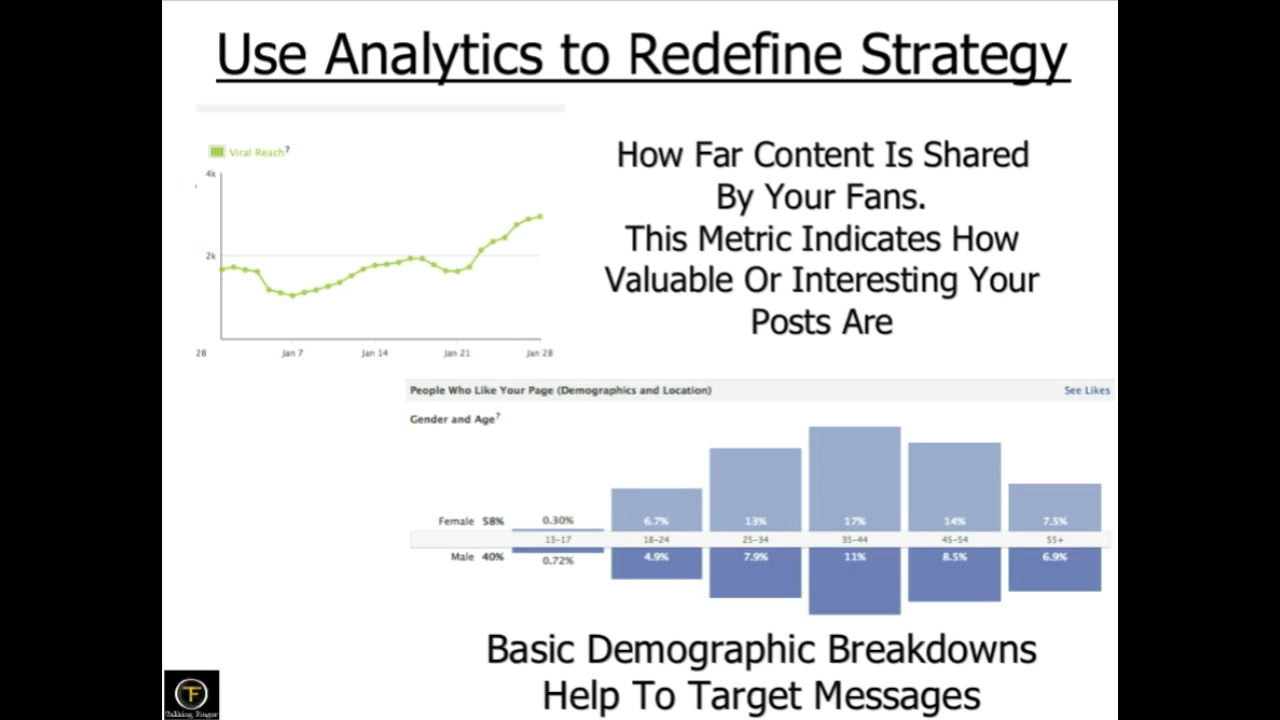 Use Analytics to Redefine Strategy
Viral Reach?
4k
2k
28 Jan 7 Jan 14 Jan 21 Jan 28
How Far Content Is Shared
By Your Fans.
This Metric Indicates How
Valuable Or Interesting Your
Posts Are
People Who Like Your Page (Demographics and Location) See Likes
Gender and Age?
Female 58% 0.30% 6.7% 13% 17% 14% 7.5%
13-17 18-24 25-34 35-44 45-54 55+
Male 40% 0.72% 4.9% 7.9% 11% 8.5% 6.9%
Basic Demographic Breakdowns
Help To Target Messages
TF
Talking Finger